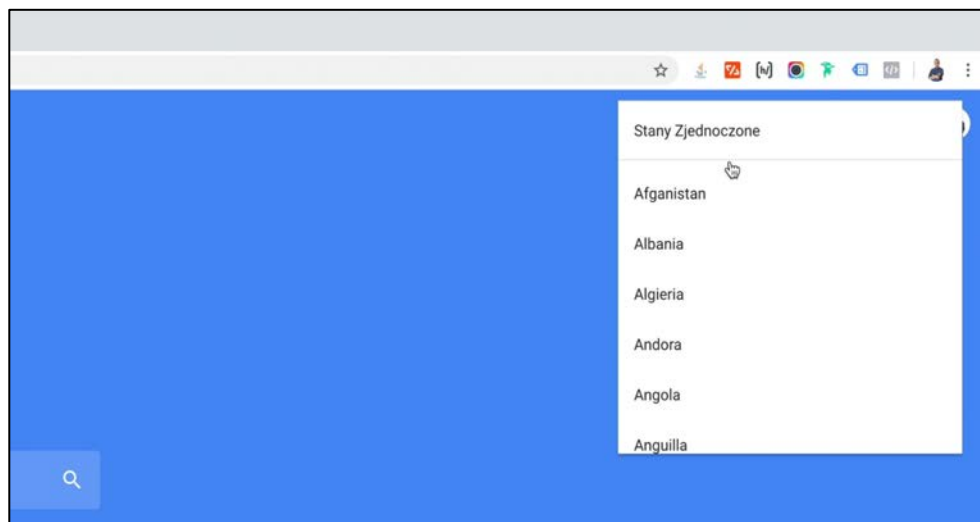 Stany Zjednoczone
Afganistan
Albania
Algieria
Andora
Angola
Anguilla